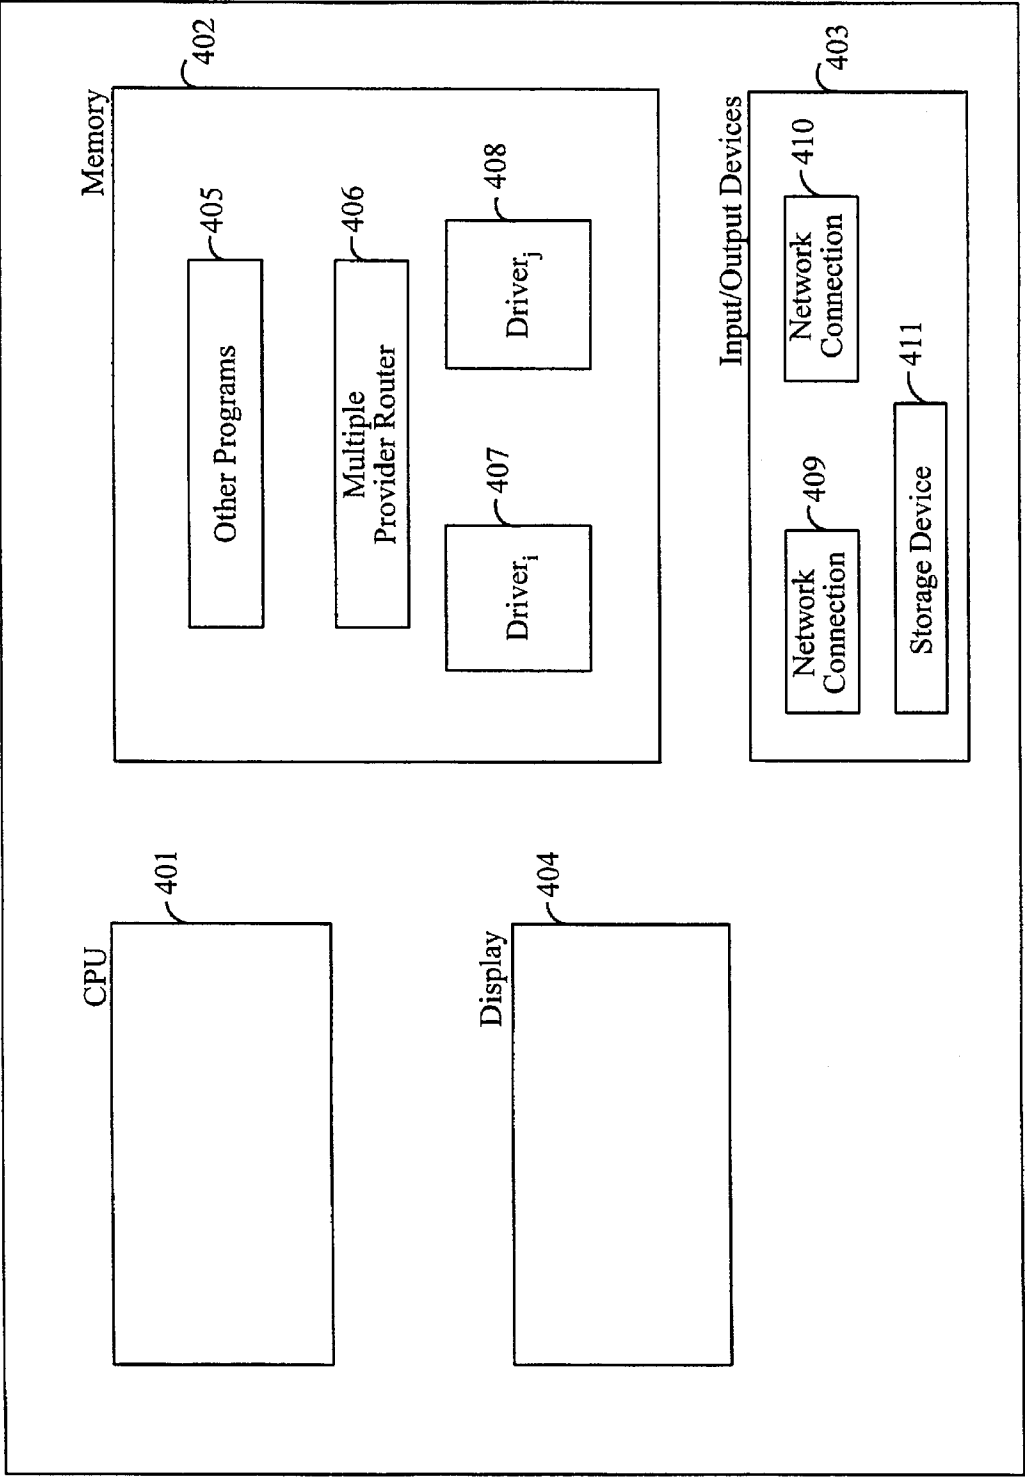 CPU
401
Display
404
Memory
402
Other Programs
405
Multiple
Provider Router
406
Driver_i
407
Driver_j
408
Input/Output Devices
403
Network
Connection
409
Network
Connection
410
Storage Device
411